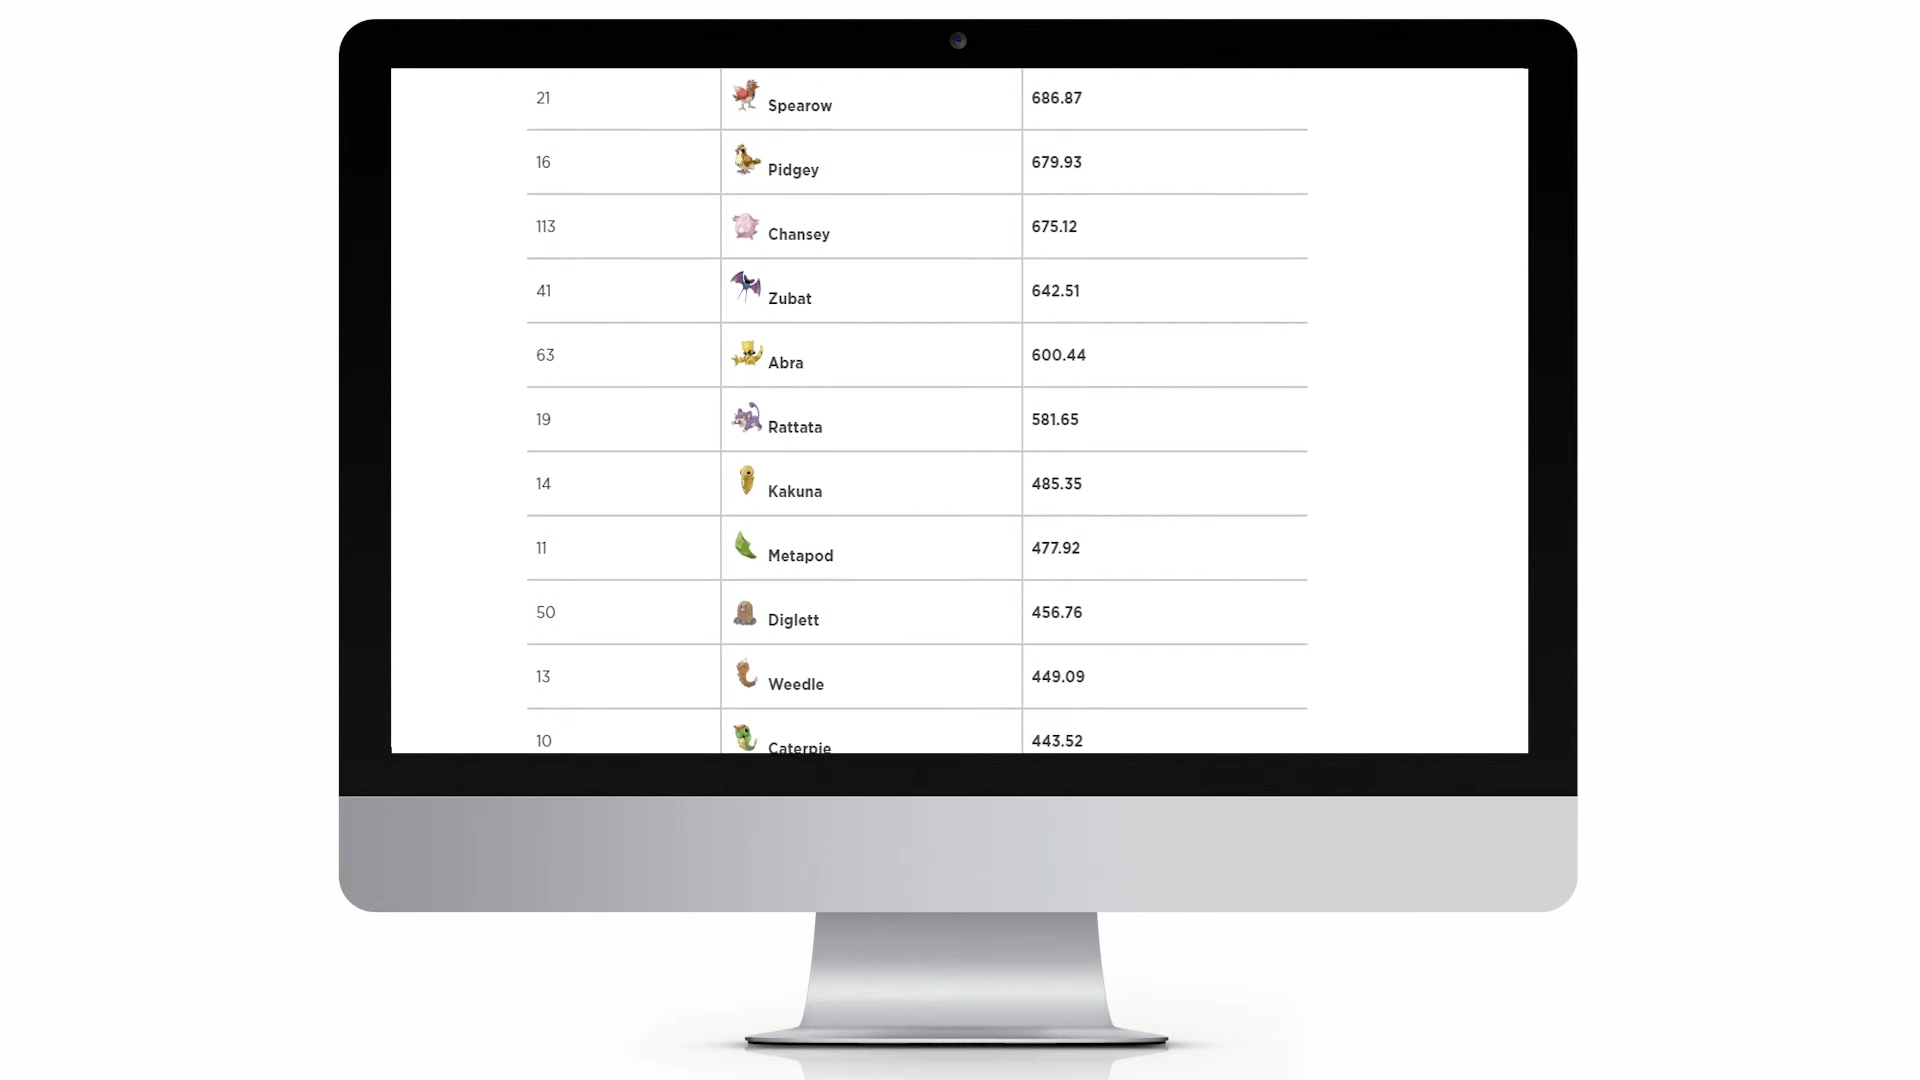 21 Spearow 686.87
16 Pidgey 679.93
113 Chansey 675.12
41 Zubat 642.51
63 Abra 600.44
19 Rattata 581.65
14 Kakuna 485.35
11 Metapod 477.92
50 Diglett 456.76
13 Weedle 449.09
10 Caterpie 443.52